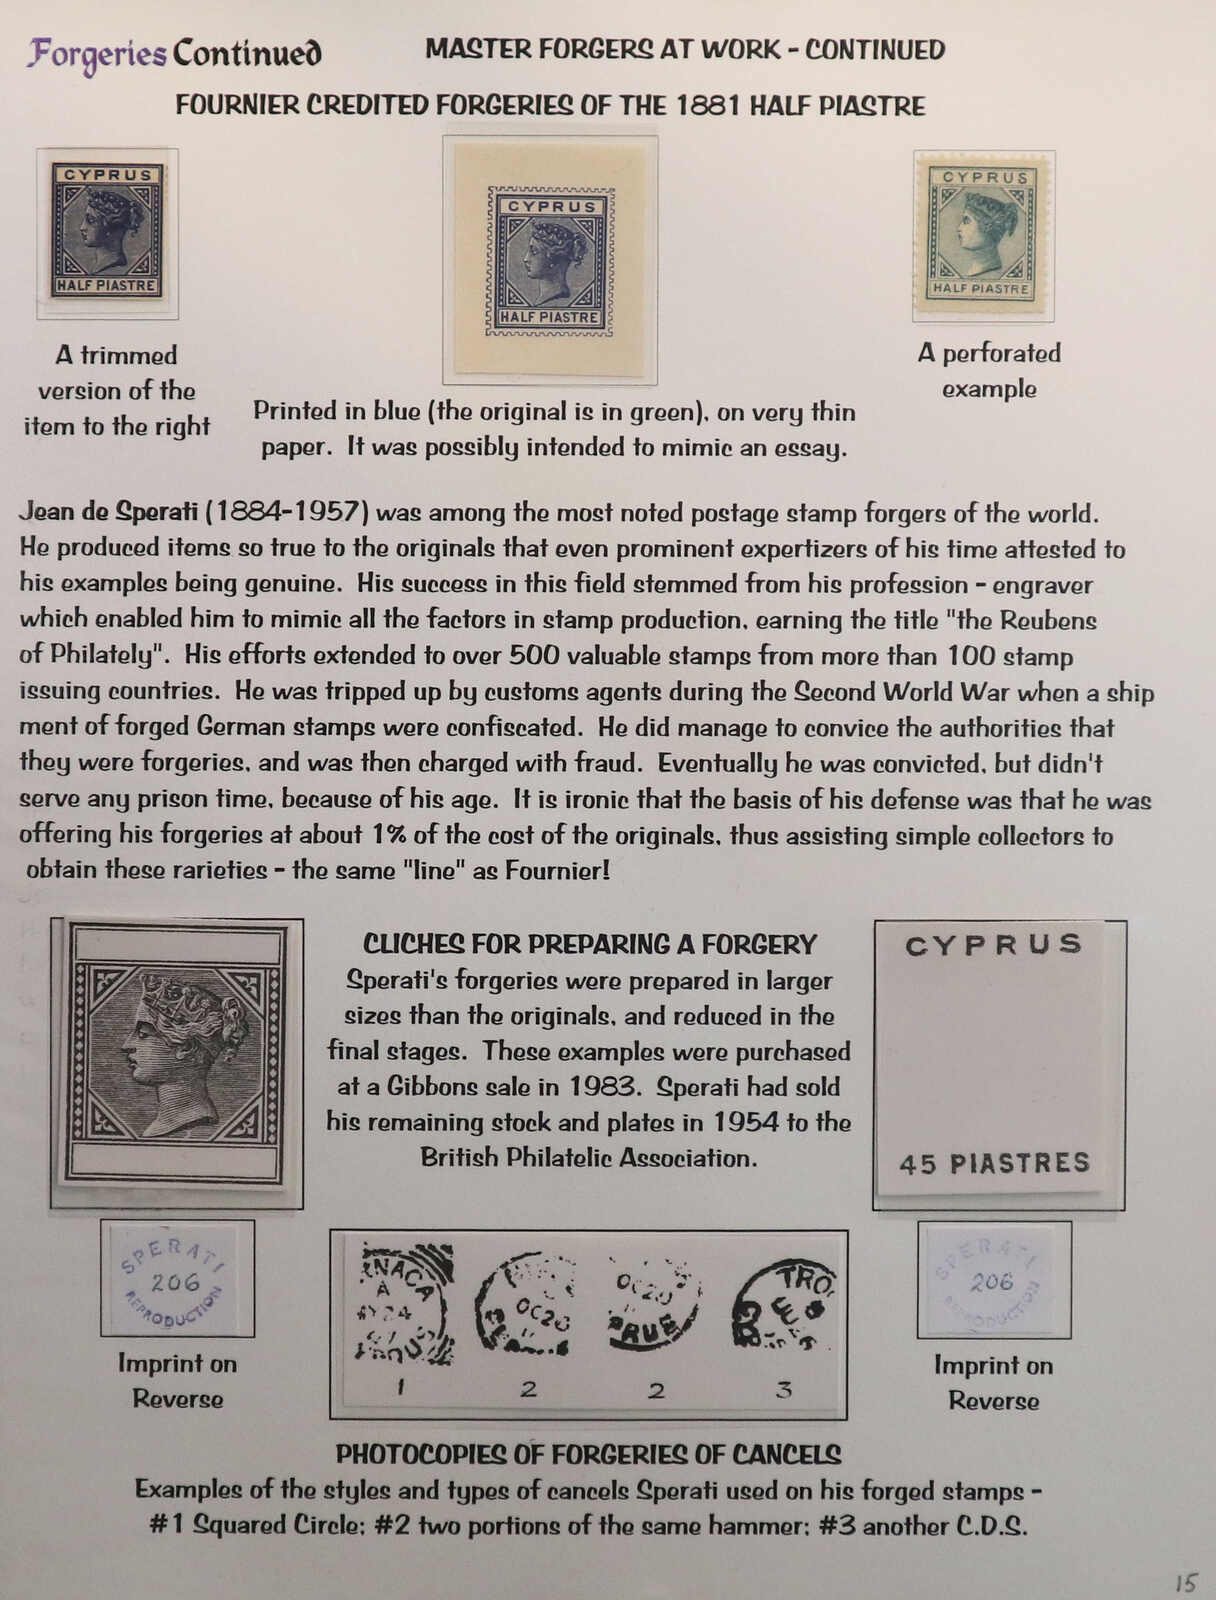 Forgeries Continued
MASTER FORGERS AT WORK - CONTINUED
FOURNIER CREDITED FORGERIES OF THE 1881 HALF PIASTRE
CYPRUS
HALF PIASTRE
CYPRUS
HALF PIASTRE
CYPRUS
HALF PIASTRE
A trimmed
version of the
item to the right
Printed in blue (the original is in green), on very thin
paper. It was possibly intended to mimic an essay.
A perforated
example
Jean de Sperati (1884-1957) was among the most noted postage stamp forgers of the world.
He produced items so true to the originals that even prominent expertizers of his time attested to
his examples being genuine. His success in this field stemmed from his profession - engraver
which enabled him to mimic all the factors in stamp production, earning the title "the Reubens
of Philately". His efforts extended to over 500 valuable stamps from more than 100 stamp
issuing countries. He was tripped up by customs agents during the Second World War when a ship
ment of forged German stamps were confiscated. He did manage to convice the authorities that
they were forgeries, and was then charged with fraud. Eventually he was convicted, but didn't
serve any prison time, because of his age. It is ironic that the basis of his defense was that he was
offering his forgeries at about 1% of the cost of the originals, thus assisting simple collectors to
obtain these rarieties - the same "line" as Fournier!
CLICHES FOR PREPARING A FORGERY
Sperati's forgeries were prepared in larger
sizes than the originals, and reduced in the
final stages. These examples were purchased
at a Gibbons sale in 1983. Sperati had sold
his remaining stock and plates in 1954 to the
British Philatelic Association.
CYPRUS
45 PIASTRES
SPERATI
206
REPRODUCTION
Imprint on
Reverse
NACA
A
OC20
OC20
PRUS
TRO
1 2 2 3
SPERATI
206
REPRODUCTION
Imprint on
Reverse
PHOTOCOPIES OF FORGERIES OF CANCELS
Examples of the styles and types of cancels Sperati used on his forged stamps -
#1 Squared Circle; #2 two portions of the same hammer; #3 another C.D.S.
15